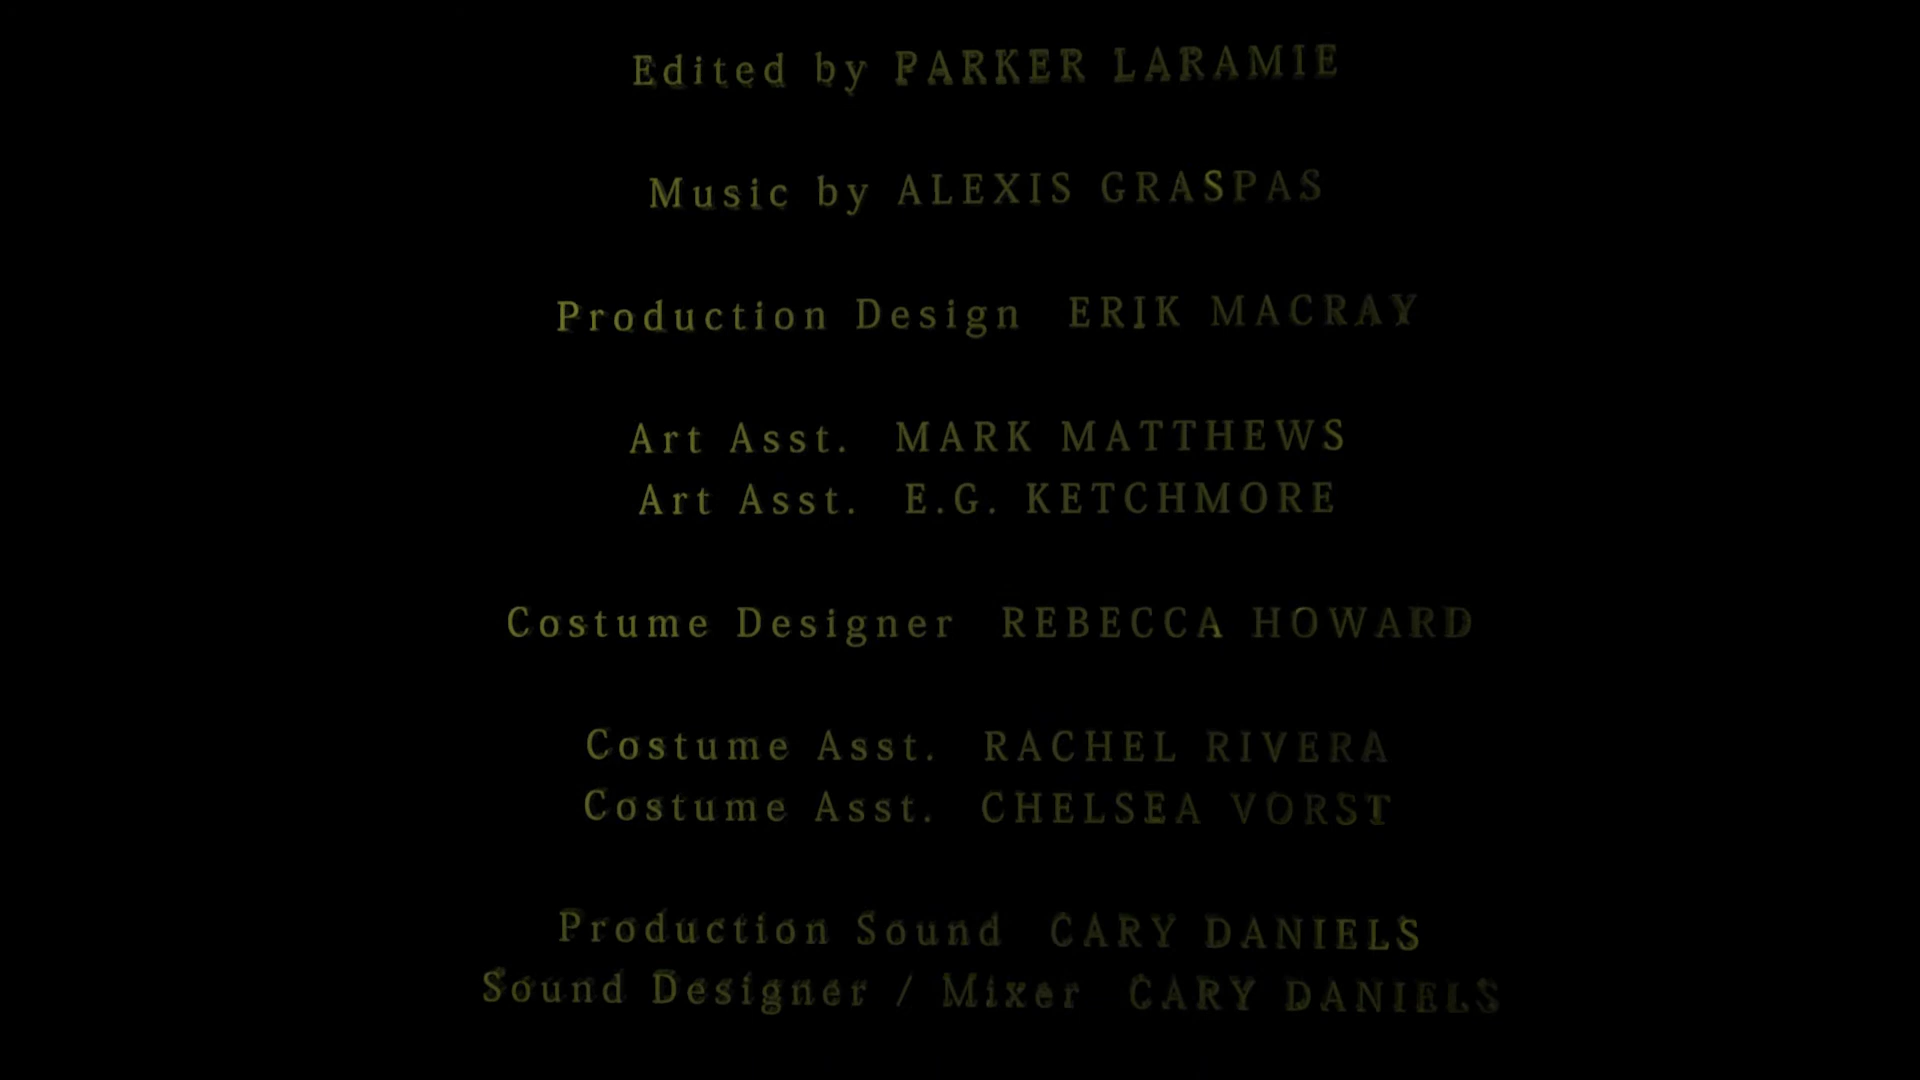 Edited by PARKER LARAMIE
Music by ALEXIS GRASPAS
Production Design ERIK MACRAY
Art Asst. MARK MATTHEWS
Art Asst. E.G. KETCHMORE
Costume Designer REBECCA HOWARD
Costume Asst. RACHEL RIVERA
Costume Asst. CHELSEA VORST
Production Sound CARY DANIELS
Sound Designer / Mixer CARY DANIELS